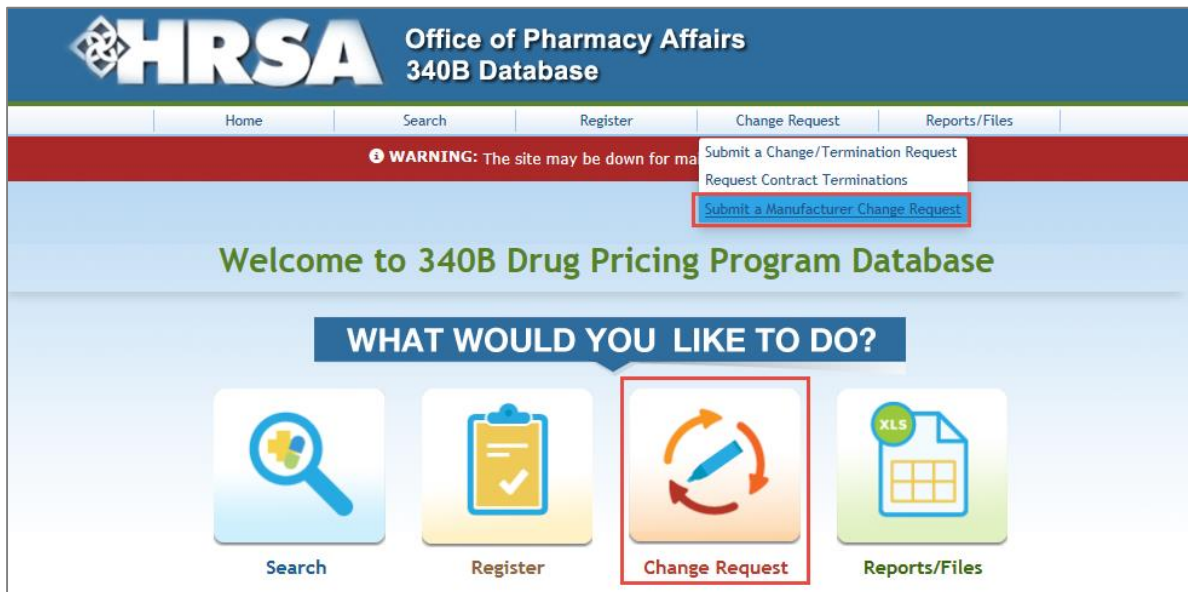 HRSA
Office of Pharmacy Affairs
340B Database
Home Search Register Change Request Reports/Files
WARNING: The site may be down for
Submit a Change/Termination Request
Request Contract Terminations
Submit a Manufacturer Change Request
Welcome to 340B Drug Pricing Program Database
WHAT WOULD YOU LIKE TO DO?
XLS
Search Register Change Request Reports/Files